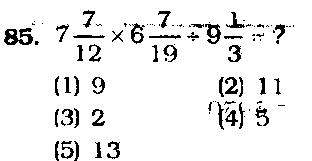 85. 7 7/12 × 6 7/19 ÷ 9 1/3 = ?
(1) 9 (2) 11
(3) 2 (4) 5
(5) 13